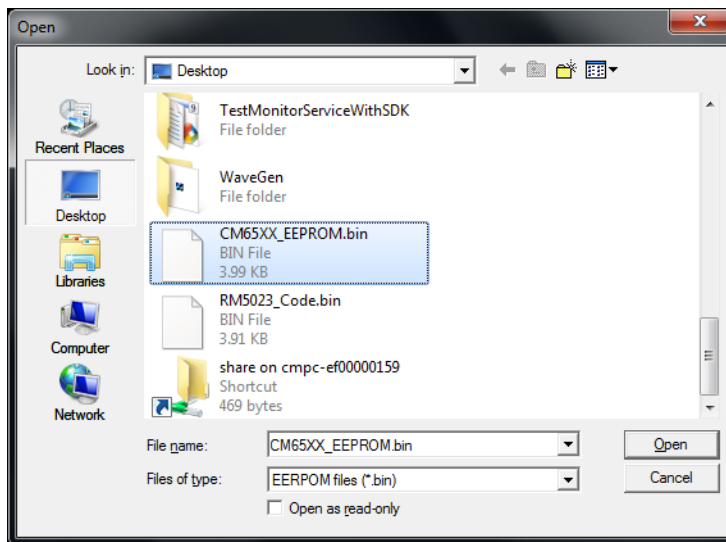 Open
Look in:
Desktop
Recent Places
Desktop
Libraries
Computer
Network
TestMonitorServiceWithSDK
File folder
WaveGen
File folder
CM65XX_EEPROM.bin
BIN File
3.99 KB
RM5023_Code.bin
BIN File
3.91 KB
share on cmpc-ef00000159
Shortcut
469 bytes
File name:
CM65XX_EEPROM.bin
Open
Files of type:
EERPOM files (*.bin)
Cancel
Open as read-only